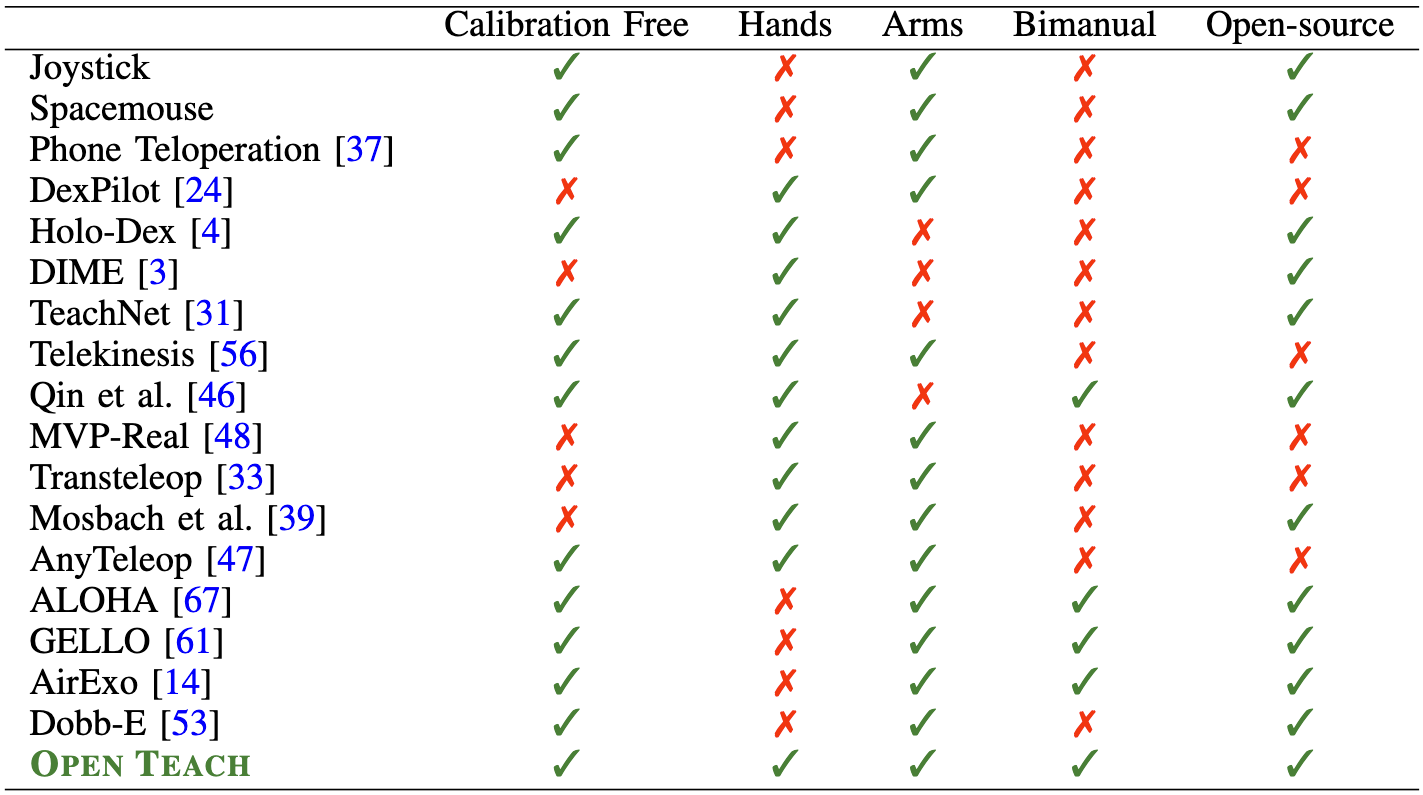 Calibration Free Hands Arms Bimanual Open-source
Joystick ✓ ✗ ✓ ✗ ✓
Spacemouse ✓ ✗ ✓ ✗ ✓
Phone Teloperation [37] ✓ ✗ ✓ ✗ ✗
DexPilot [24] ✗ ✓ ✓ ✗ ✗
Holo-Dex [4] ✓ ✓ ✗ ✗ ✓
DIME [3] ✗ ✓ ✗ ✗ ✓
TeachNet [31] ✓ ✓ ✗ ✗ ✓
Telekinesis [56] ✓ ✓ ✓ ✗ ✗
Qin et al. [46] ✓ ✓ ✗ ✓ ✓
MVP-Real [48] ✗ ✓ ✓ ✗ ✗
Transteleop [33] ✗ ✓ ✓ ✗ ✗
Mosbach et al. [39] ✗ ✓ ✓ ✗ ✓
AnyTeleop [47] ✓ ✓ ✓ ✗ ✗
ALOHA [67] ✓ ✗ ✓ ✓ ✓
GELLO [61] ✓ ✗ ✓ ✓ ✓
AirExo [14] ✓ ✗ ✓ ✓ ✓
Dobb-E [53] ✓ ✗ ✓ ✗ ✓
OPEN TEACH ✓ ✓ ✓ ✓ ✓